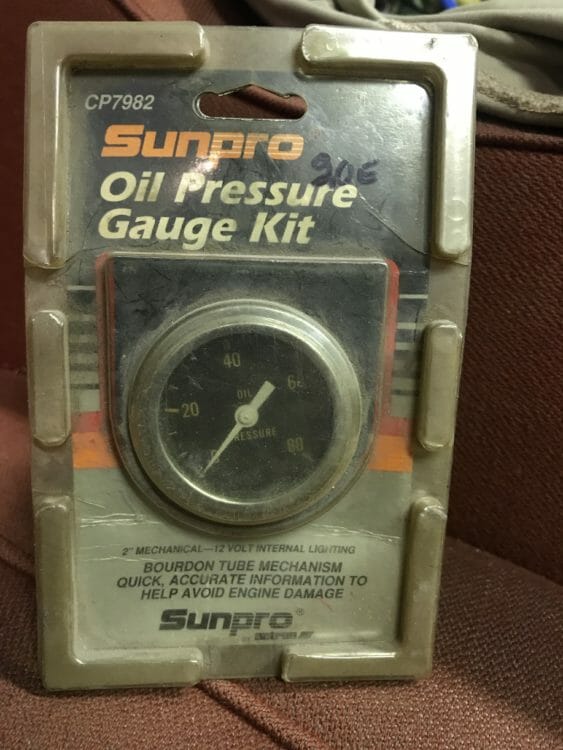 CP7982
Sunpro
Oil Pressure
Gauge Kit
40
60
OIL
20
PRESSURE
80
2" MECHANICAL—12 VOLT INTERNAL LIGHTING
BOURDON TUBE MECHANISM
QUICK, ACCURATE INFORMATION TO
HELP AVOID ENGINE DAMAGE
Sunpro®
BY